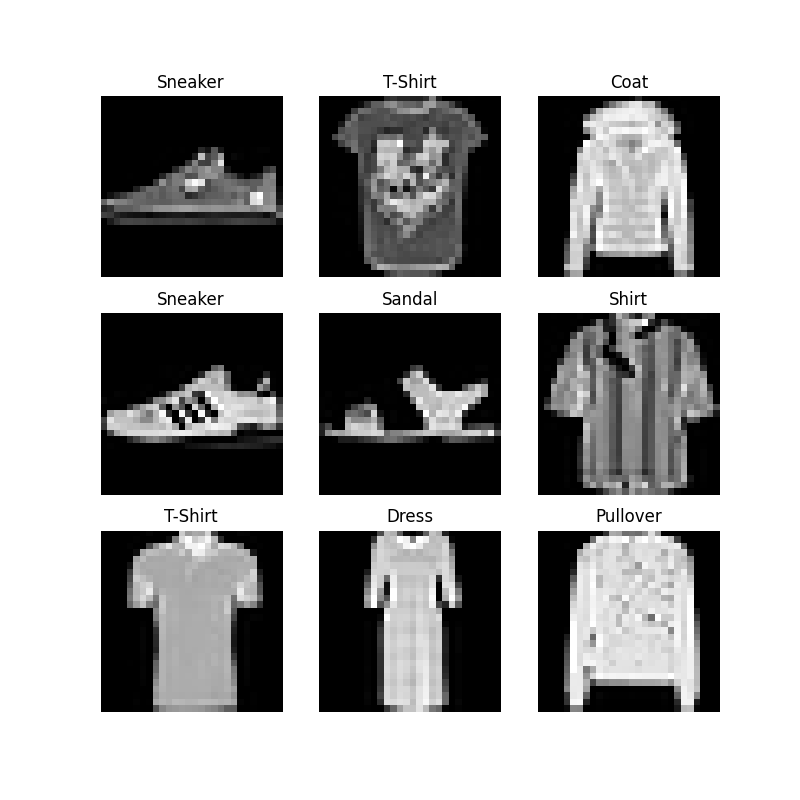 Sneaker
T-Shirt
Coat
Sneaker
Sandal
Shirt
T-Shirt
Dress
Pullover